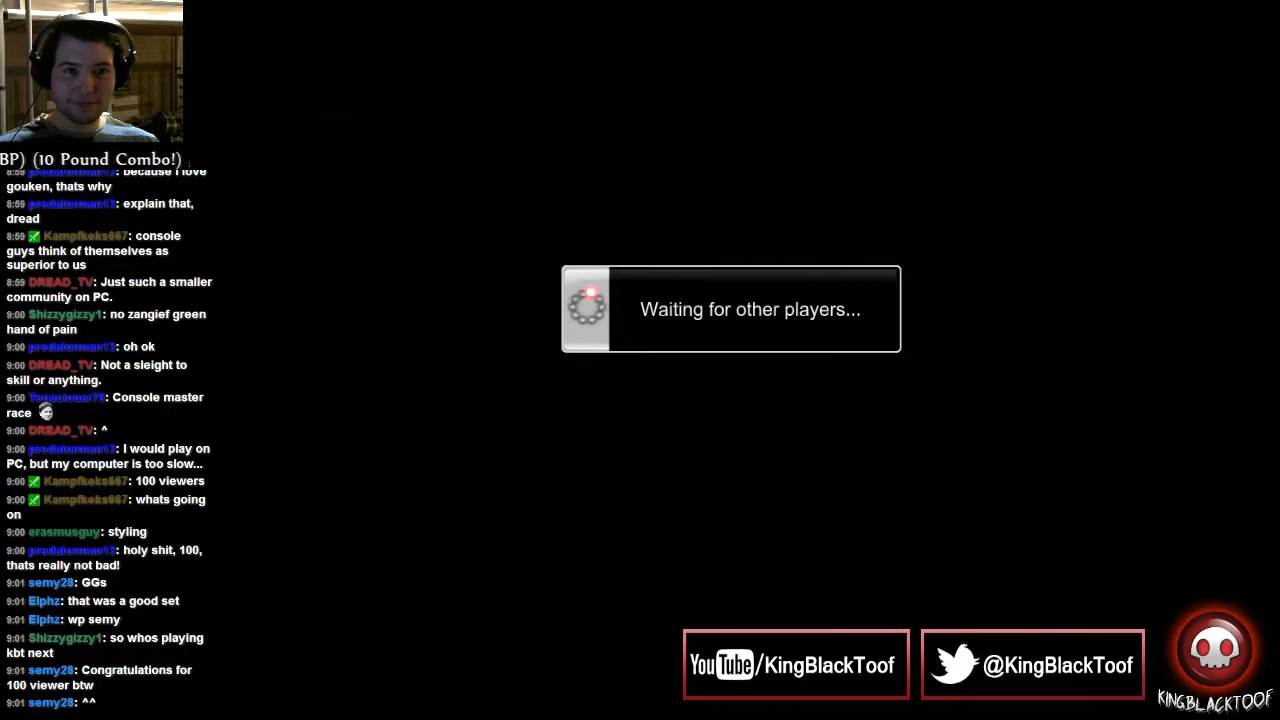 BP) (10 Pound Combo!)
8:59 predatorman13: because I love
gouken, thats why
8:59 predatorman13: explain that,
dread
8:59 Kampfkeks667: console
guys think of themselves as
superior to us
8:59 DREAD_TV: Just such a smaller
community on PC.
9:00 Shizzygizzy1: no zangief green
hand of pain
9:00 predatorman13: oh ok
9:00 DREAD_TV: Not a sleight to
skill or anything.
9:00 : Console master
race
9:00 DREAD_TV: ^
9:00 predatorman13: I would play on
PC, but my computer is too slow...
9:00 Kampfkeks667: 100 viewers
9:00 Kampfkeks667: whats going
on
9:00 erasmusguy: styling
9:00 predatorman13: holy shit, 100,
thats really not bad!
9:01 semy28: GGs
9:01 Elphz: that was a good set
9:01 Elphz: wp semy
9:01 Shizzygizzy1: so whos playing
kbt next
9:01 semy28: Congratulations for
100 viewer btw
9:01 semy28: ^^
Waiting for other players...
YouTube/KingBlackToof
@KingBlackToof
KINGBLACKTOOF